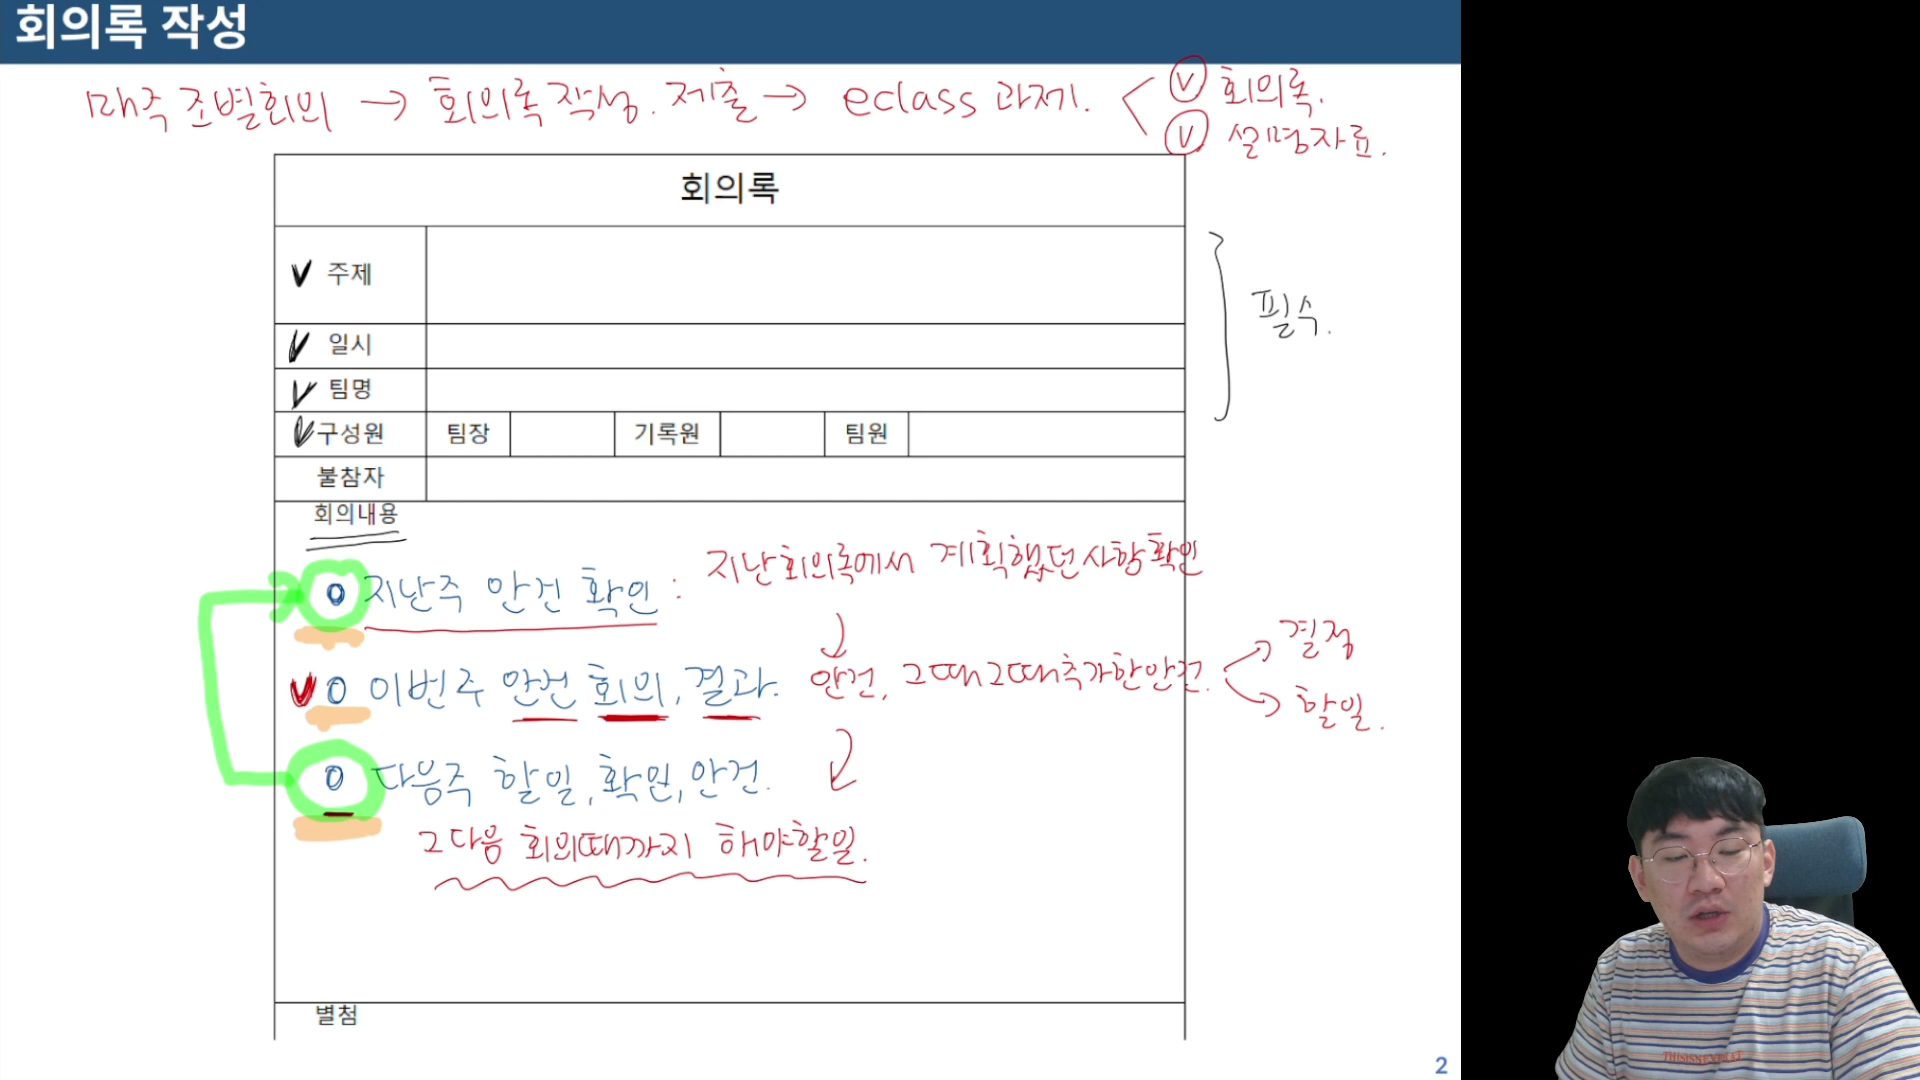 회의록 작성
매주 조별회의 → 회의록 작성. 제출 → eclass 과제. < ⓥ 회의록.
ⓥ 설명자료.
회의록
V 주제
필수.
V 일시
V 팀명
V 구성원 팀장 기록원 팀원
불참자
회의내용
o 지난주 안건 확인 : 지난회의록에서 계획했던사항확인
V o 이번주 안건 회의, 결과. 안건, 그때그때추가한안건. → 결정
→ 할일.
o 다음주 할일, 확인, 안건.
그다음 회의때까지 해야할일.
별첨
2